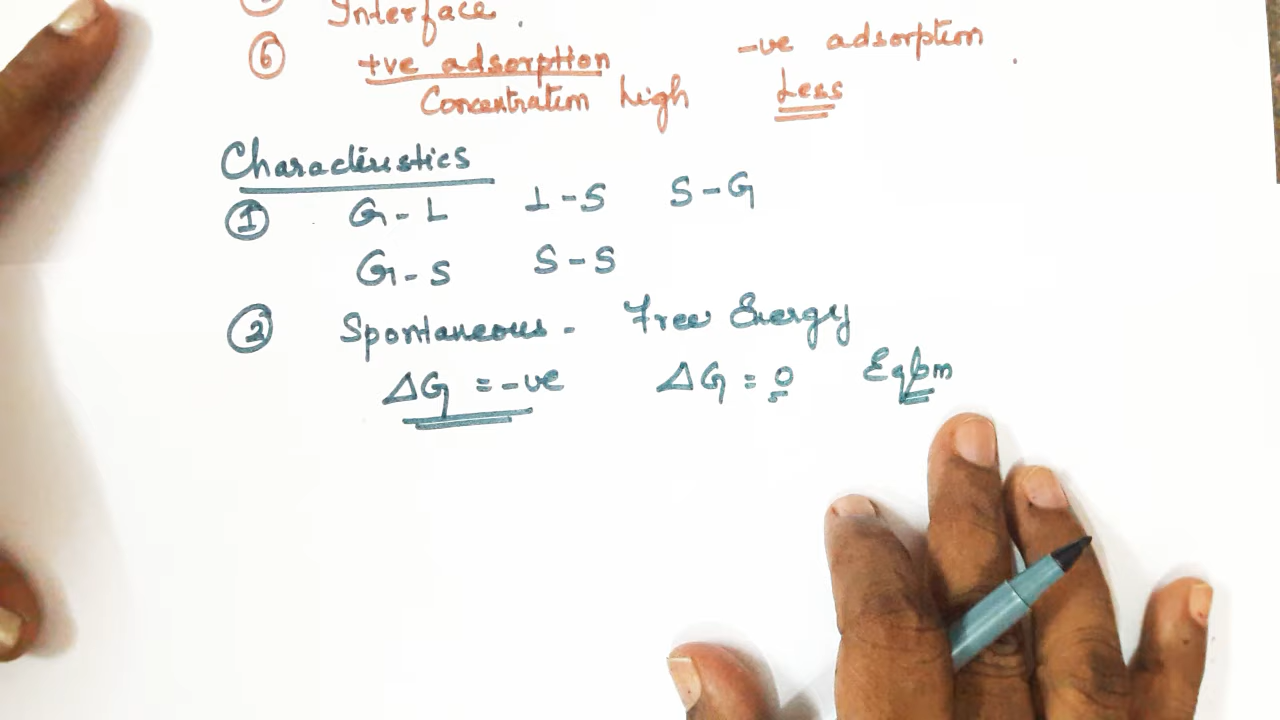 Interface.
⑥ +ve adsorption -ve adsorption.
Concentration high Less
Characteristics
① G-L L-S S-G
G-S S-S
② Spontaneous - Free Energy
ΔG = -ve ΔG = 0 Eqbm